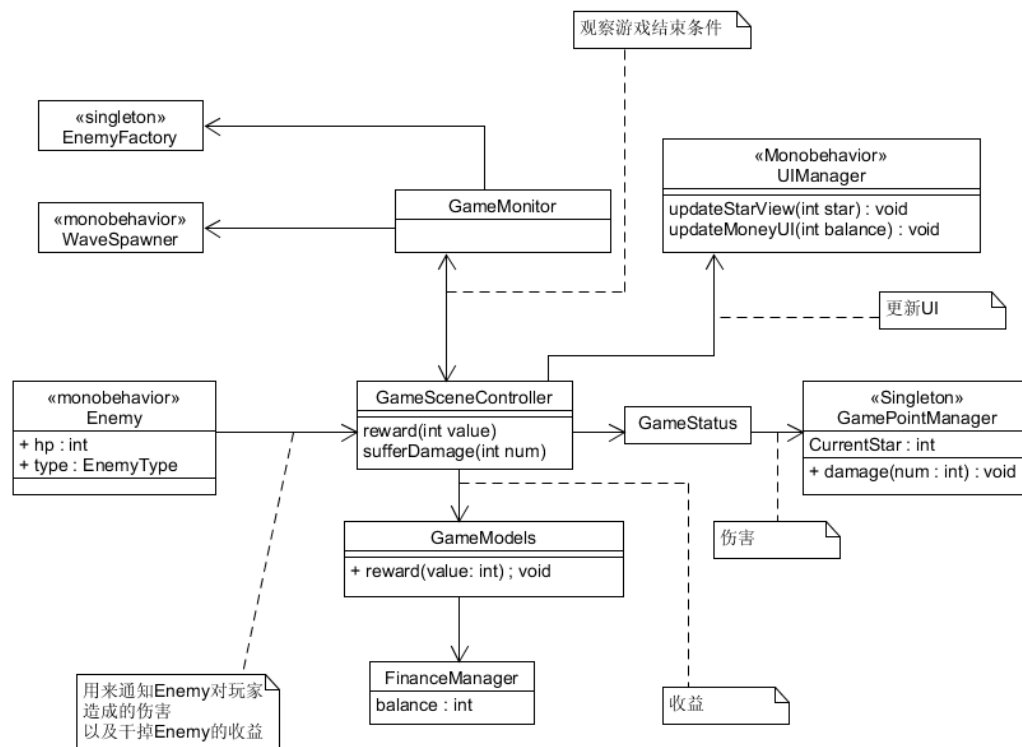 观察游戏结束条件
«singleton»
EnemyFactory
«Monobehavior»
UIManager
updateStarView(int star) : void
updateMoneyUI(int balance) : void
GameMonitor
«monobehavior»
WaveSpawner
更新UI
«monobehavior»
Enemy
+ hp : int
+ type : EnemyType
GameSceneController
reward(int value)
sufferDamage(int num)
GameStatus
«Singleton»
GamePointManager
CurrentStar : int
+ damage(num : int) : void
伤害
GameModels
+ reward(value: int) ; void
FinanceManager
balance : int
用来通知Enemy对玩家
造成的伤害
以及干掉Enemy的收益
收益